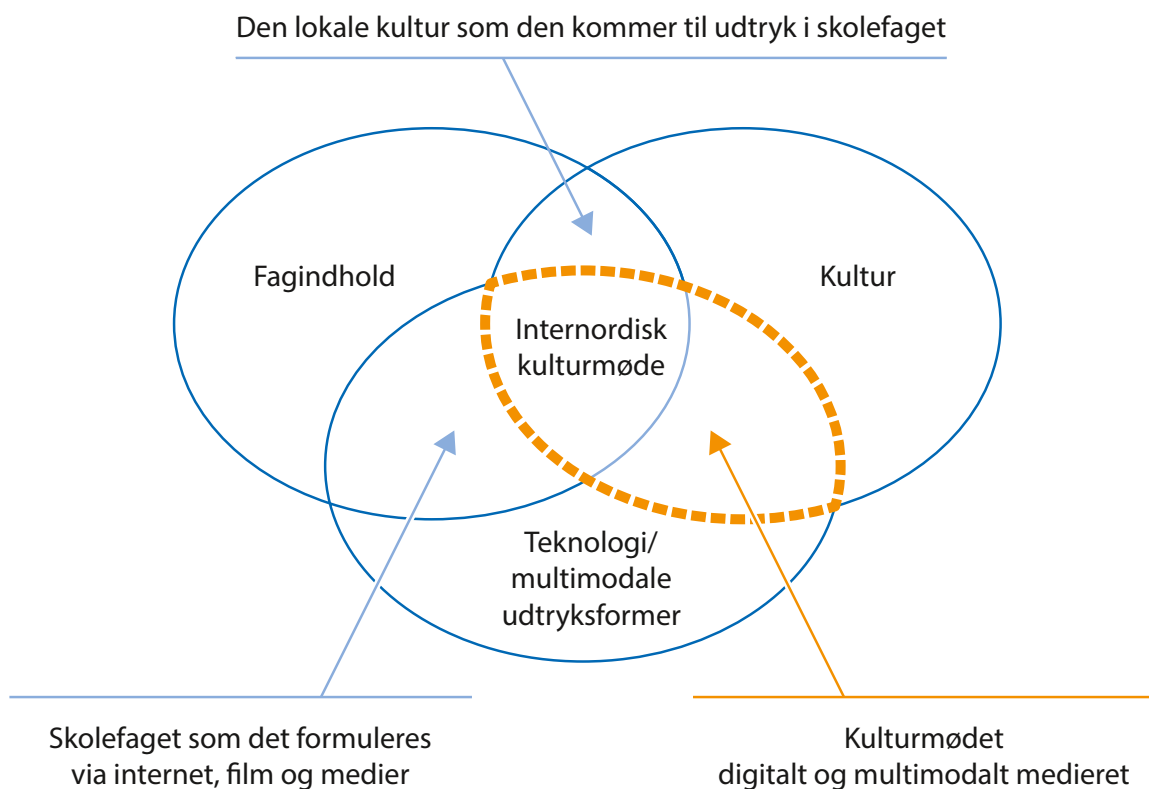 Den lokale kultur som den kommer til udtryk i skolefaget
Fagindhold
Kultur
Internordisk
kulturmøde
Teknologi/
multimodale
udtryksformer
Skolefaget som det formuleres
via internet, film og medier
Kulturmødet
digitalt og multimodalt medieret